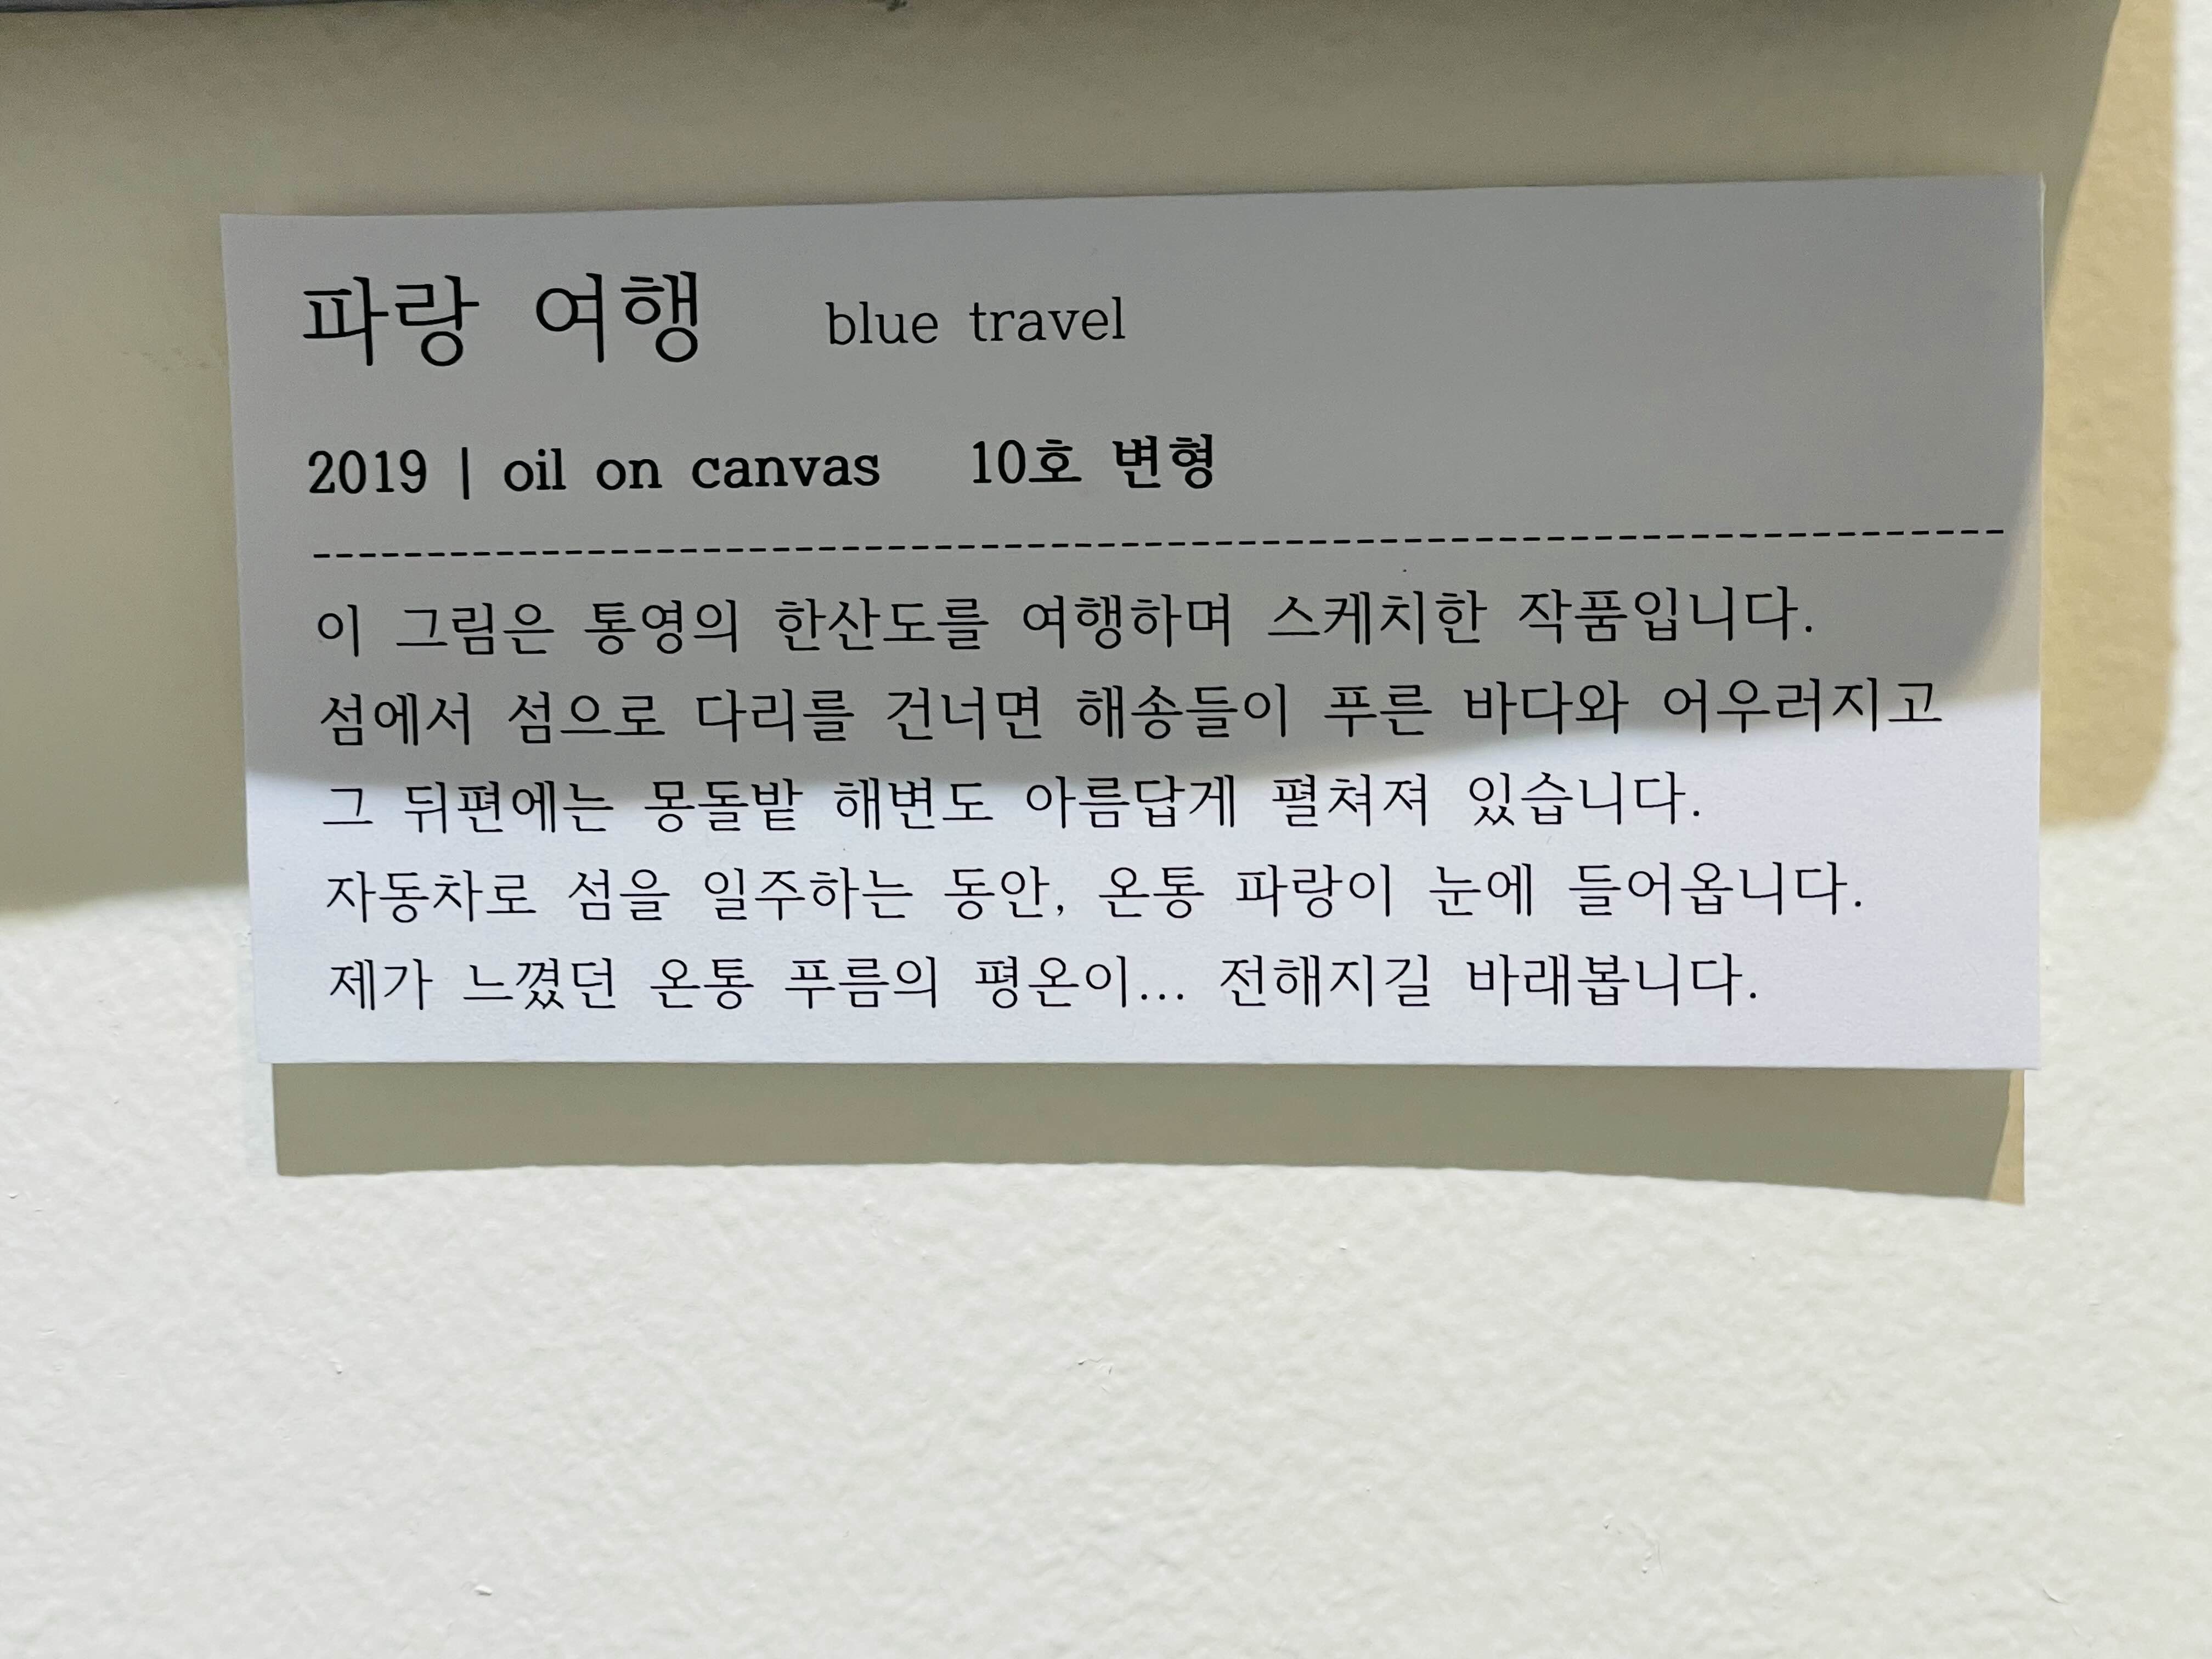 파랑 여행 blue travel
2019 | oil on canvas 10호 변형
--------------------------------------------------------------------------
이 그림은 통영의 한산도를 여행하며 스케치한 작품입니다.
섬에서 섬으로 다리를 건너면 해송들이 푸른 바다와 어우러지고
그 뒤편에는 몽돌밭 해변도 아름답게 펼쳐져 있습니다.
자동차로 섬을 일주하는 동안, 온통 파랑이 눈에 들어옵니다.
제가 느꼈던 온통 푸름의 평온이... 전해지길 바래봅니다.